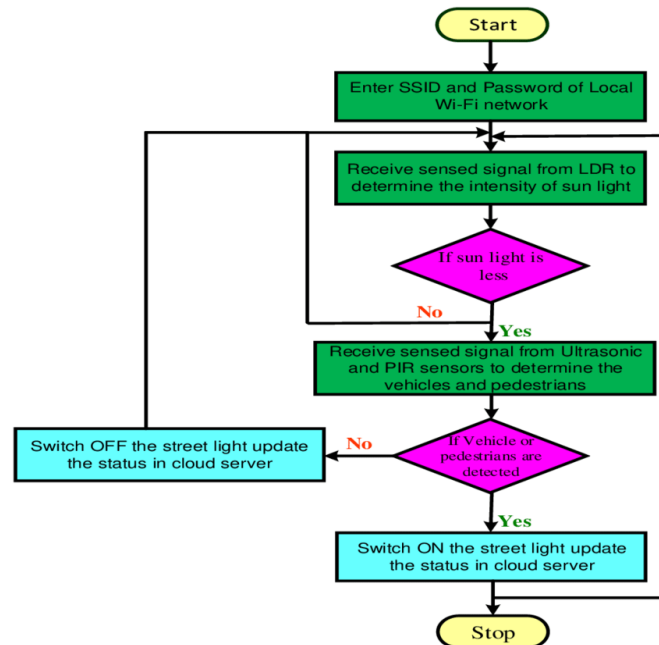 Start
Enter SSID and Password of Local
Wi-Fi network
Receive sensed signal from LDR to
determine the intensity of sun light
If sun light is
less
No
Yes
Receive sensed signal from Ultrasonic
and PIR sensors to determine the
vehicles and pedestrians
If Vehicle or
pedestrians are
detected
No
Switch OFF the street light update
the status in cloud server
Yes
Switch ON the street light update
the status in cloud server
Stop